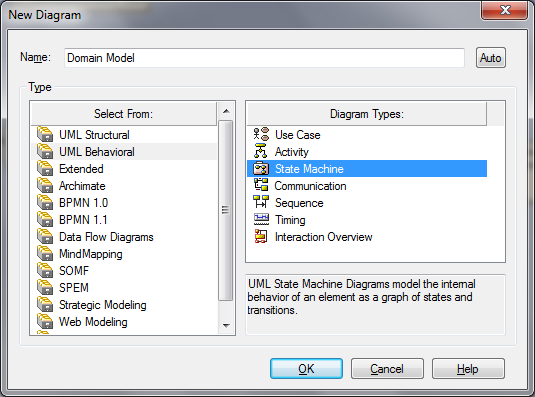 New Diagram
Name: Domain Model Auto
Type
Select From:
UML Structural
UML Behavioral
Extended
Archimate
BPMN 1.0
BPMN 1.1
Data Flow Diagrams
MindMapping
SOMF
SPEM
Strategic Modeling
Web Modeling
Diagram Types:
Use Case
Activity
State Machine
Communication
Sequence
Timing
Interaction Overview
UML State Machine Diagrams model the internal
behavior of an element as a graph of states and
transitions.
OK Cancel Help